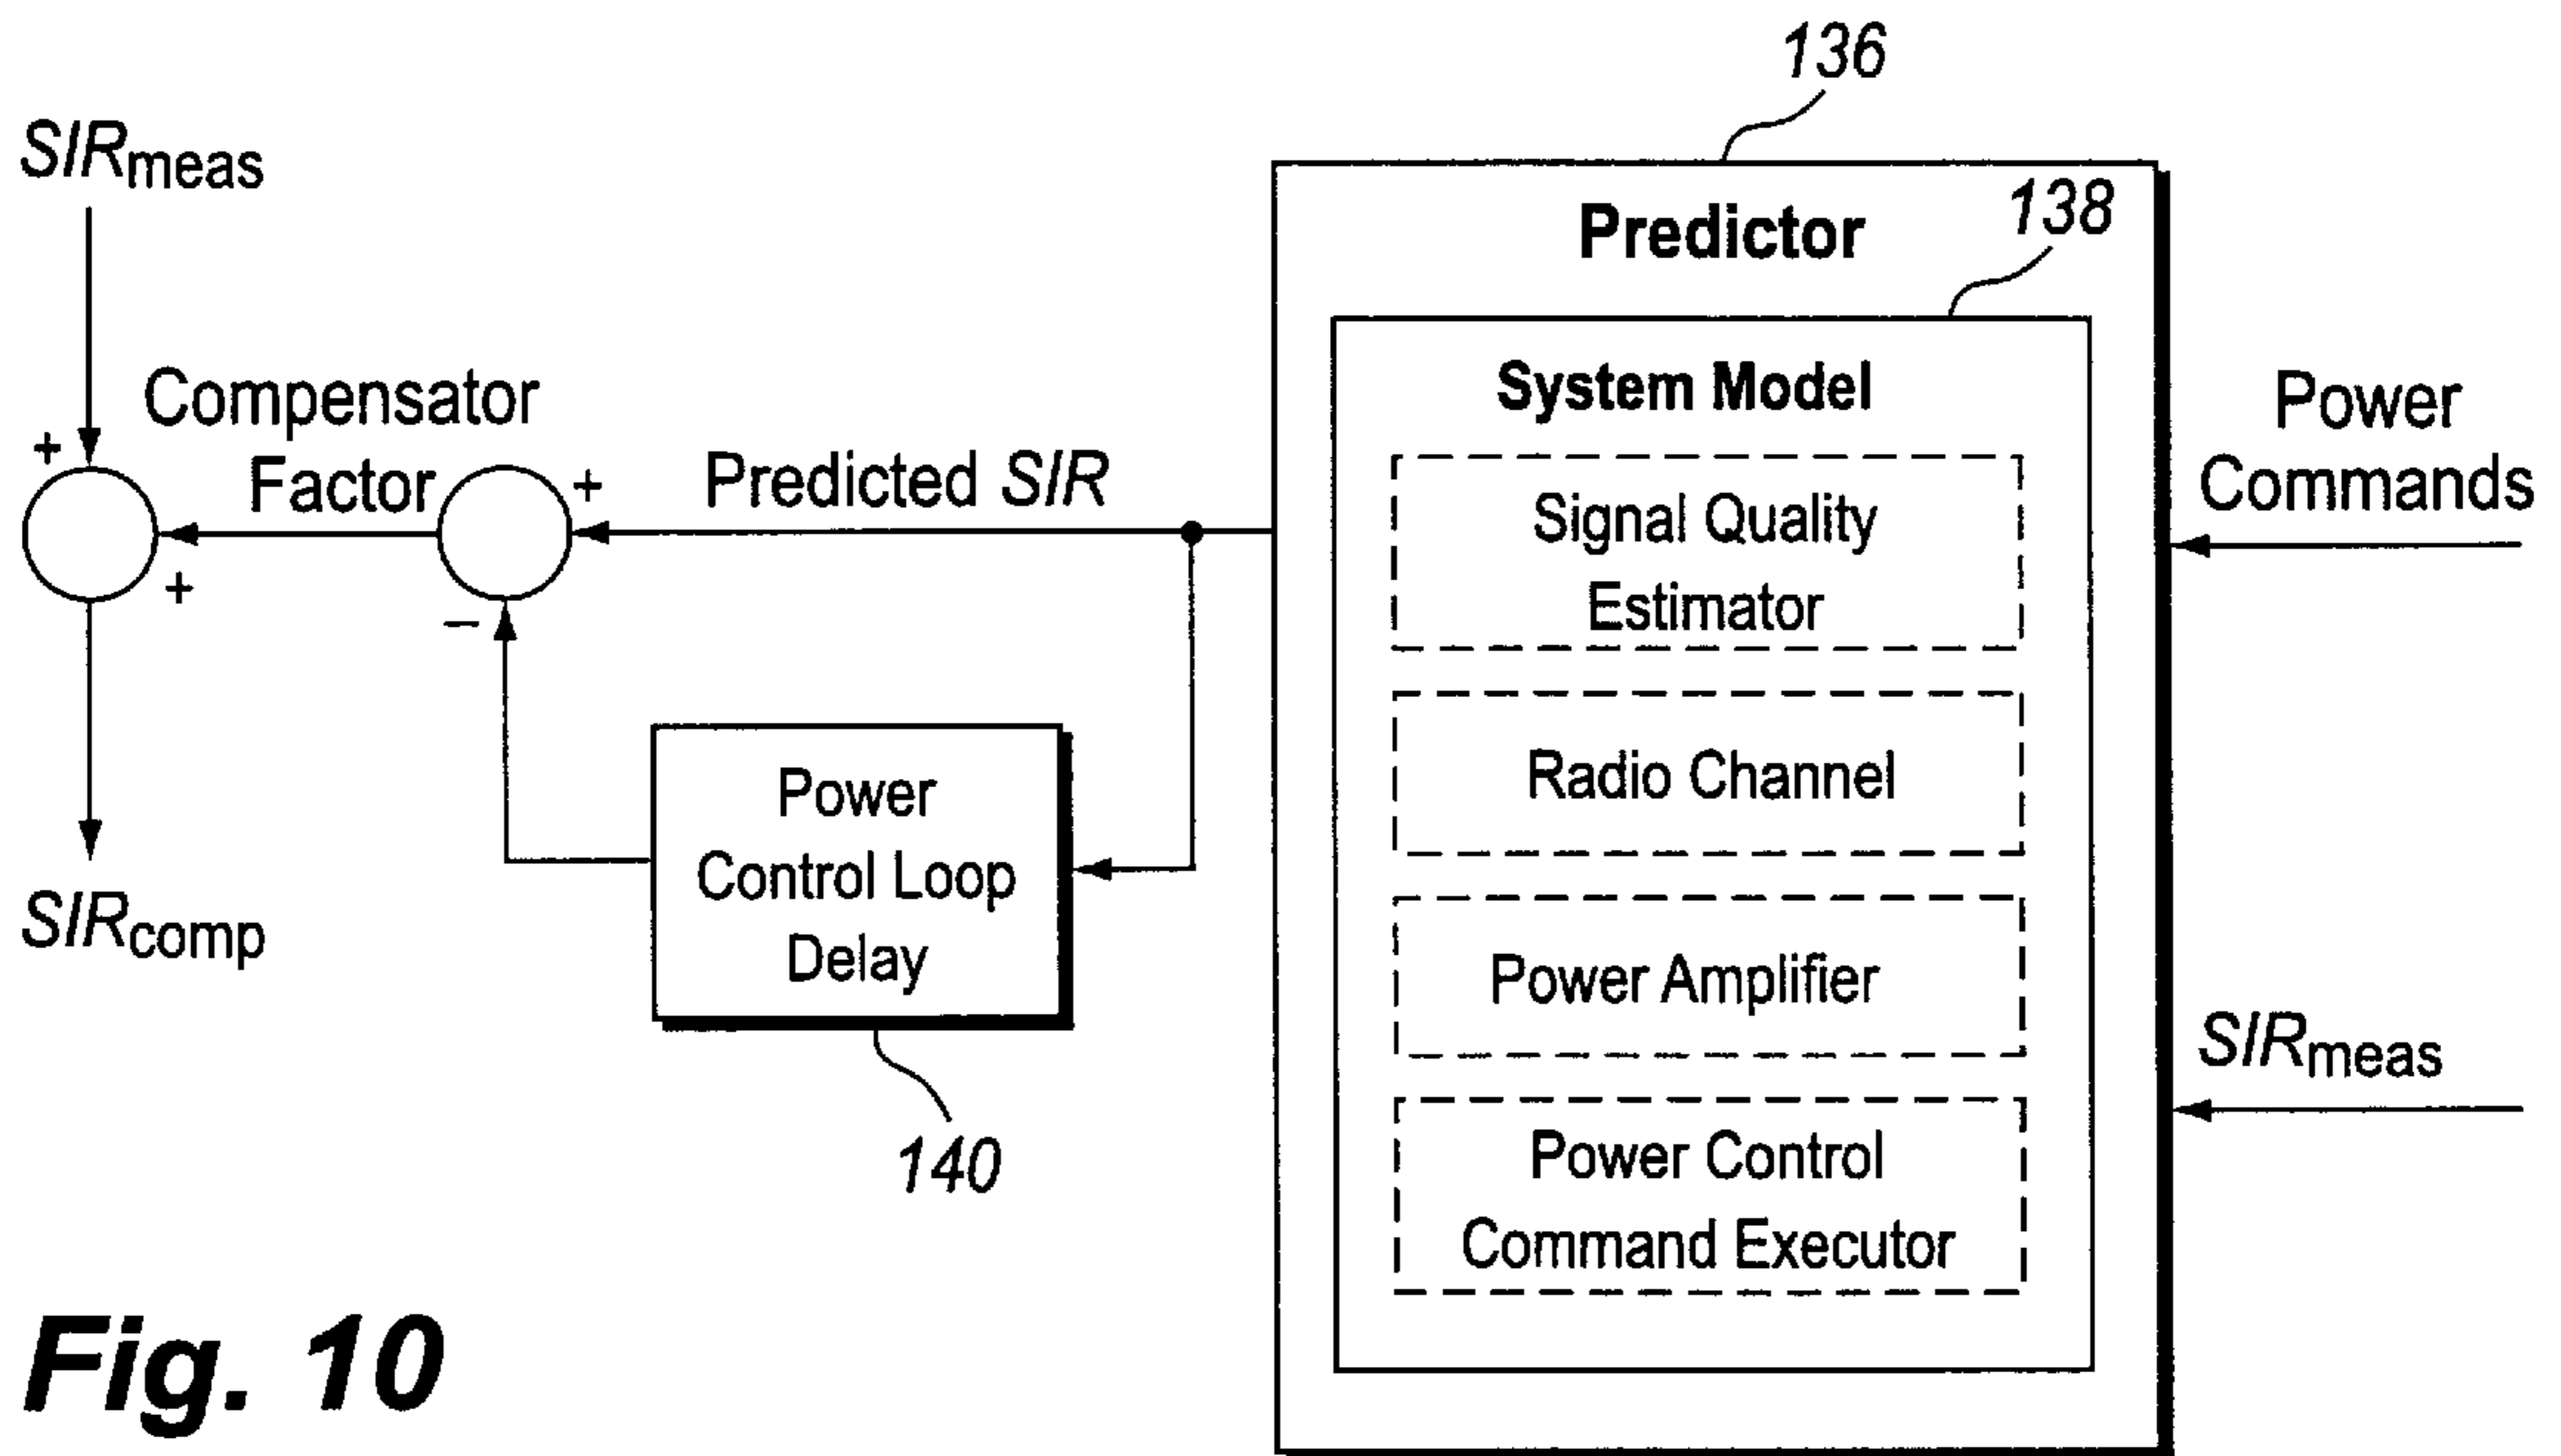 136
SIRmeas
Predictor
138
System Model
Compensator
Factor
Predicted SIR
Signal Quality
Estimator
Power
Commands
+
+
+
–
Radio Channel
Power
Control Loop
Delay
SIRcomp
Power Amplifier
SIRmeas
Power Control
Command Executor
140
Fig. 10